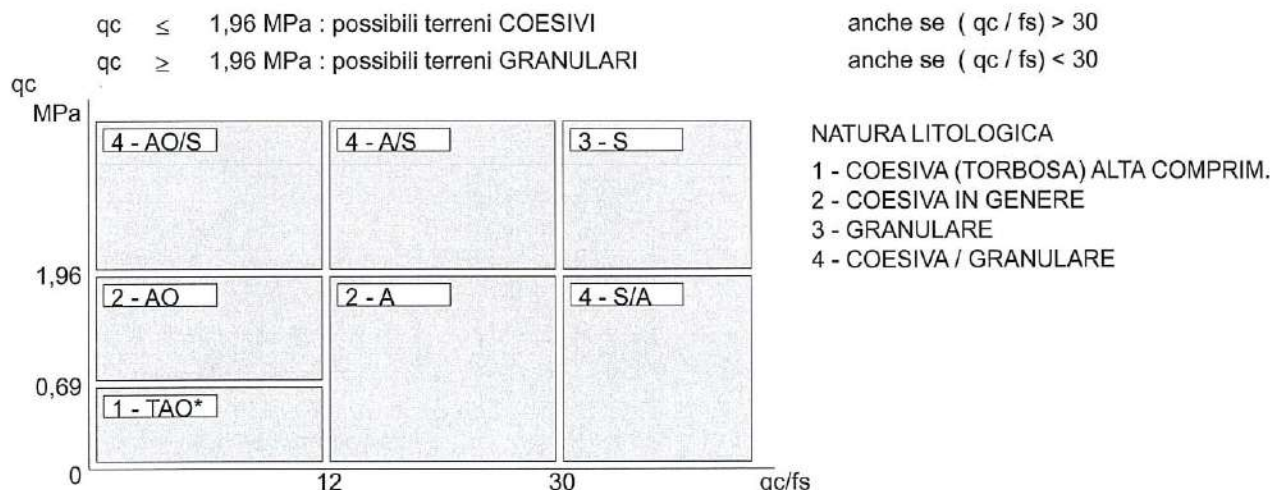 qc ≤ 1,96 MPa : possibili terreni COESIVI anche se ( qc / fs) > 30
qc ≥ 1,96 MPa : possibili terreni GRANULARI anche se ( qc / fs) < 30
qc
MPa
4 - AO/S 4 - A/S 3 - S
NATURA LITOLOGICA
1 - COESIVA (TORBOSA) ALTA COMPRIM.
2 - COESIVA IN GENERE
3 - GRANULARE
4 - COESIVA / GRANULARE
1,96
2 - AO 2 - A 4 - S/A
0,69
1 - TAO*
0 12 30 qc/fs